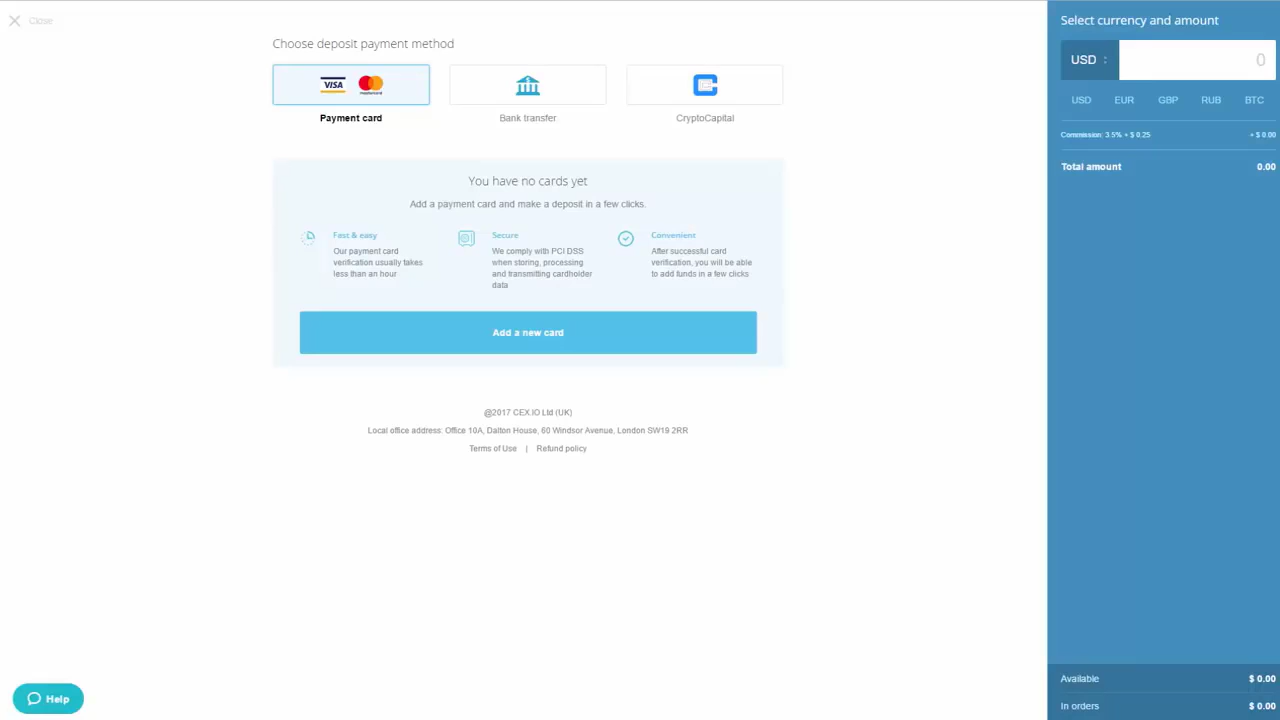 Close
Choose deposit payment method
VISA
mastercard
Payment card
Bank transfer
CryptoCapital
You have no cards yet
Add a payment card and make a deposit in a few clicks.
Fast & easy
Our payment card
verification usually takes
less than an hour
Secure
We comply with PCI DSS
when storing, processing
and transmitting cardholder
data
Convenient
After successful card
verification, you will be able
to add funds in a few clicks
Add a new card
@2017 CEX.IO Ltd (UK)
Local office address: Office 10A, Dalton House, 60 Windsor Avenue, London SW19 2RR
Terms of Use | Refund policy
Help
Select currency and amount
USD : 0
USD EUR GBP RUB BTC
Commission: 3.5% + $ 0.25 + $ 0.00
Total amount 0.00
Available $ 0.00
In orders $ 0.00